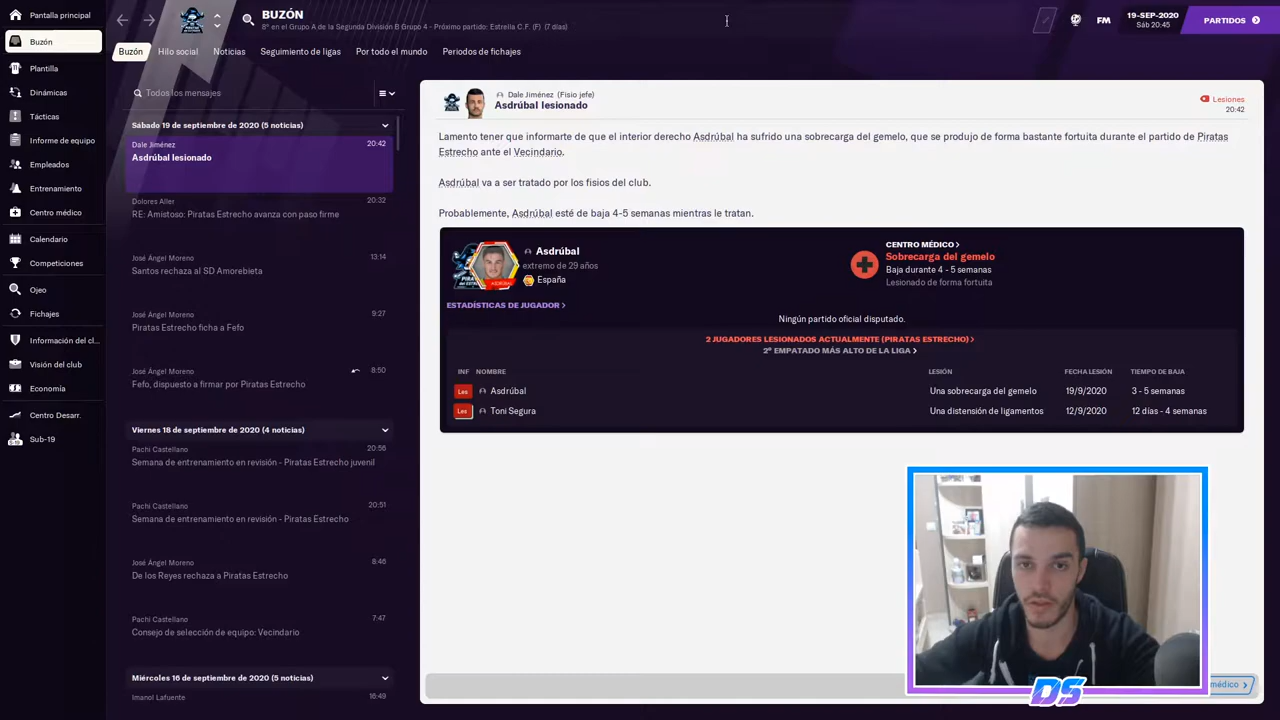 Pantalla principal
Buzón
Plantilla
Dinámicas
Tácticas
Informe de equipo
Empleados
Entrenamiento
Centro médico
Calendario
Competiciones
Ojeo
Fichajes
Información del cl...
Visión del club
Economía
Centro Desarr.
Sub-19
BUZÓN
8º en el Grupo A de la Segunda División B Grupo 4 - Próximo partido: Estrella C.F. (F) (7 días)
FM
19-SEP-2020
Sáb 20:45
PARTIDOS
Buzón Hilo social Noticias Seguimiento de ligas Por todo el mundo Periodos de fichajes
Todos los mensajes
Sábado 19 de septiembre de 2020 (5 noticias)
Dale Jiménez 20:42
Asdrúbal lesionado
Dolores Aller 20:32
RE: Amistoso: Piratas Estrecho avanza con paso firme
José Ángel Moreno 13:14
Santos rechaza al SD Amorebieta
José Ángel Moreno 9:27
Piratas Estrecho ficha a Fefo
José Ángel Moreno 8:50
Fefo, dispuesto a firmar por Piratas Estrecho
Viernes 18 de septiembre de 2020 (4 noticias)
Pachi Castellano 20:56
Semana de entrenamiento en revisión - Piratas Estrecho juvenil
Pachi Castellano 20:51
Semana de entrenamiento en revisión - Piratas Estrecho
José Ángel Moreno 8:46
De los Reyes rechaza a Piratas Estrecho
Pachi Castellano 7:47
Consejo de selección de equipo: Vecindario
Miércoles 16 de septiembre de 2020 (5 noticias)
Imanol Lafuente 16:49
Dale Jiménez (Fisio jefe)
Asdrúbal lesionado
Lesiones
20:42
Lamento tener que informarte de que el interior derecho Asdrúbal ha sufrido una sobrecarga del gemelo, que se produjo de forma bastante fortuita durante el partido de Piratas
Estrecho ante el Vecindario.
Asdrúbal va a ser tratado por los fisios del club.
Probablemente, Asdrúbal esté de baja 4-5 semanas mientras le tratan.
Asdrúbal
extremo de 29 años
España
ASDRÚBAL
CENTRO MÉDICO
Sobrecarga del gemelo
Baja durante 4 - 5 semanas
Lesionado de forma fortuita
ESTADÍSTICAS DE JUGADOR
Ningún partido oficial disputado.
2 JUGADORES LESIONADOS ACTUALMENTE (PIRATAS ESTRECHO)
2º EMPATADO MÁS ALTO DE LA LIGA
INF NOMBRE LESIÓN FECHA LESIÓN TIEMPO DE BAJA
Les Asdrúbal Una sobrecarga del gemelo 19/9/2020 3 - 5 semanas
Les Toni Segura Una distensión de ligamentos 12/9/2020 12 días - 4 semanas
médico
DS